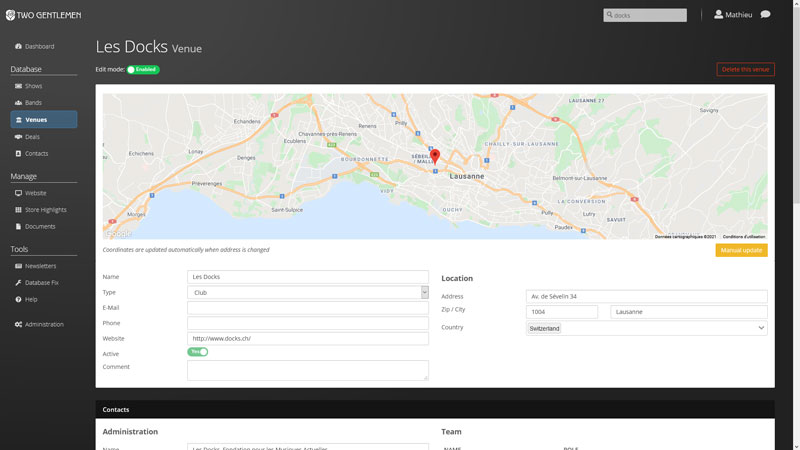 TWO GENTLEMEN
docks
Mathieu
Dashboard
Database
Shows
Bands
Venues
Deals
Contacts
Manage
Website
Store Highlights
Documents
Tools
Newsletters
Database Fix
Help
Administration
Les Docks Venue
Edit mode: Enabled
Delete this venue
LAUSANNE 27
Savigny
Echandens
Renens
Prilly
Chavannes-près-Renens
CHAILLY-SUR-LAUSANNE
Echichens
Ecublens
Lonay
Denges
BOURDONNETTE
SÉBEILL
/ MALLE
Lausanne
Belmont-sur-Lausanne
Préverenges
VIDY
LA CONVERSION
Morges
Saint-Sulpice
OUCHY
Pully
SAVUIT
Paudex
Google
Données cartographiques ©2021
Conditions d'utilisation
Coordinates are updated automatically when address is changed
Manual update
Name
Les Docks
Type
Club
E-Mail
Phone
Website
http://www.docks.ch/
Active
Yes
Comment
Location
Address
Av. de Sévelin 34
Zip / City
1004
Lausanne
Country
Switzerland
Contacts
Administration
Team
Name
Les Docks, Fondation pour les Musiques Actuelles
NAME
ROLE